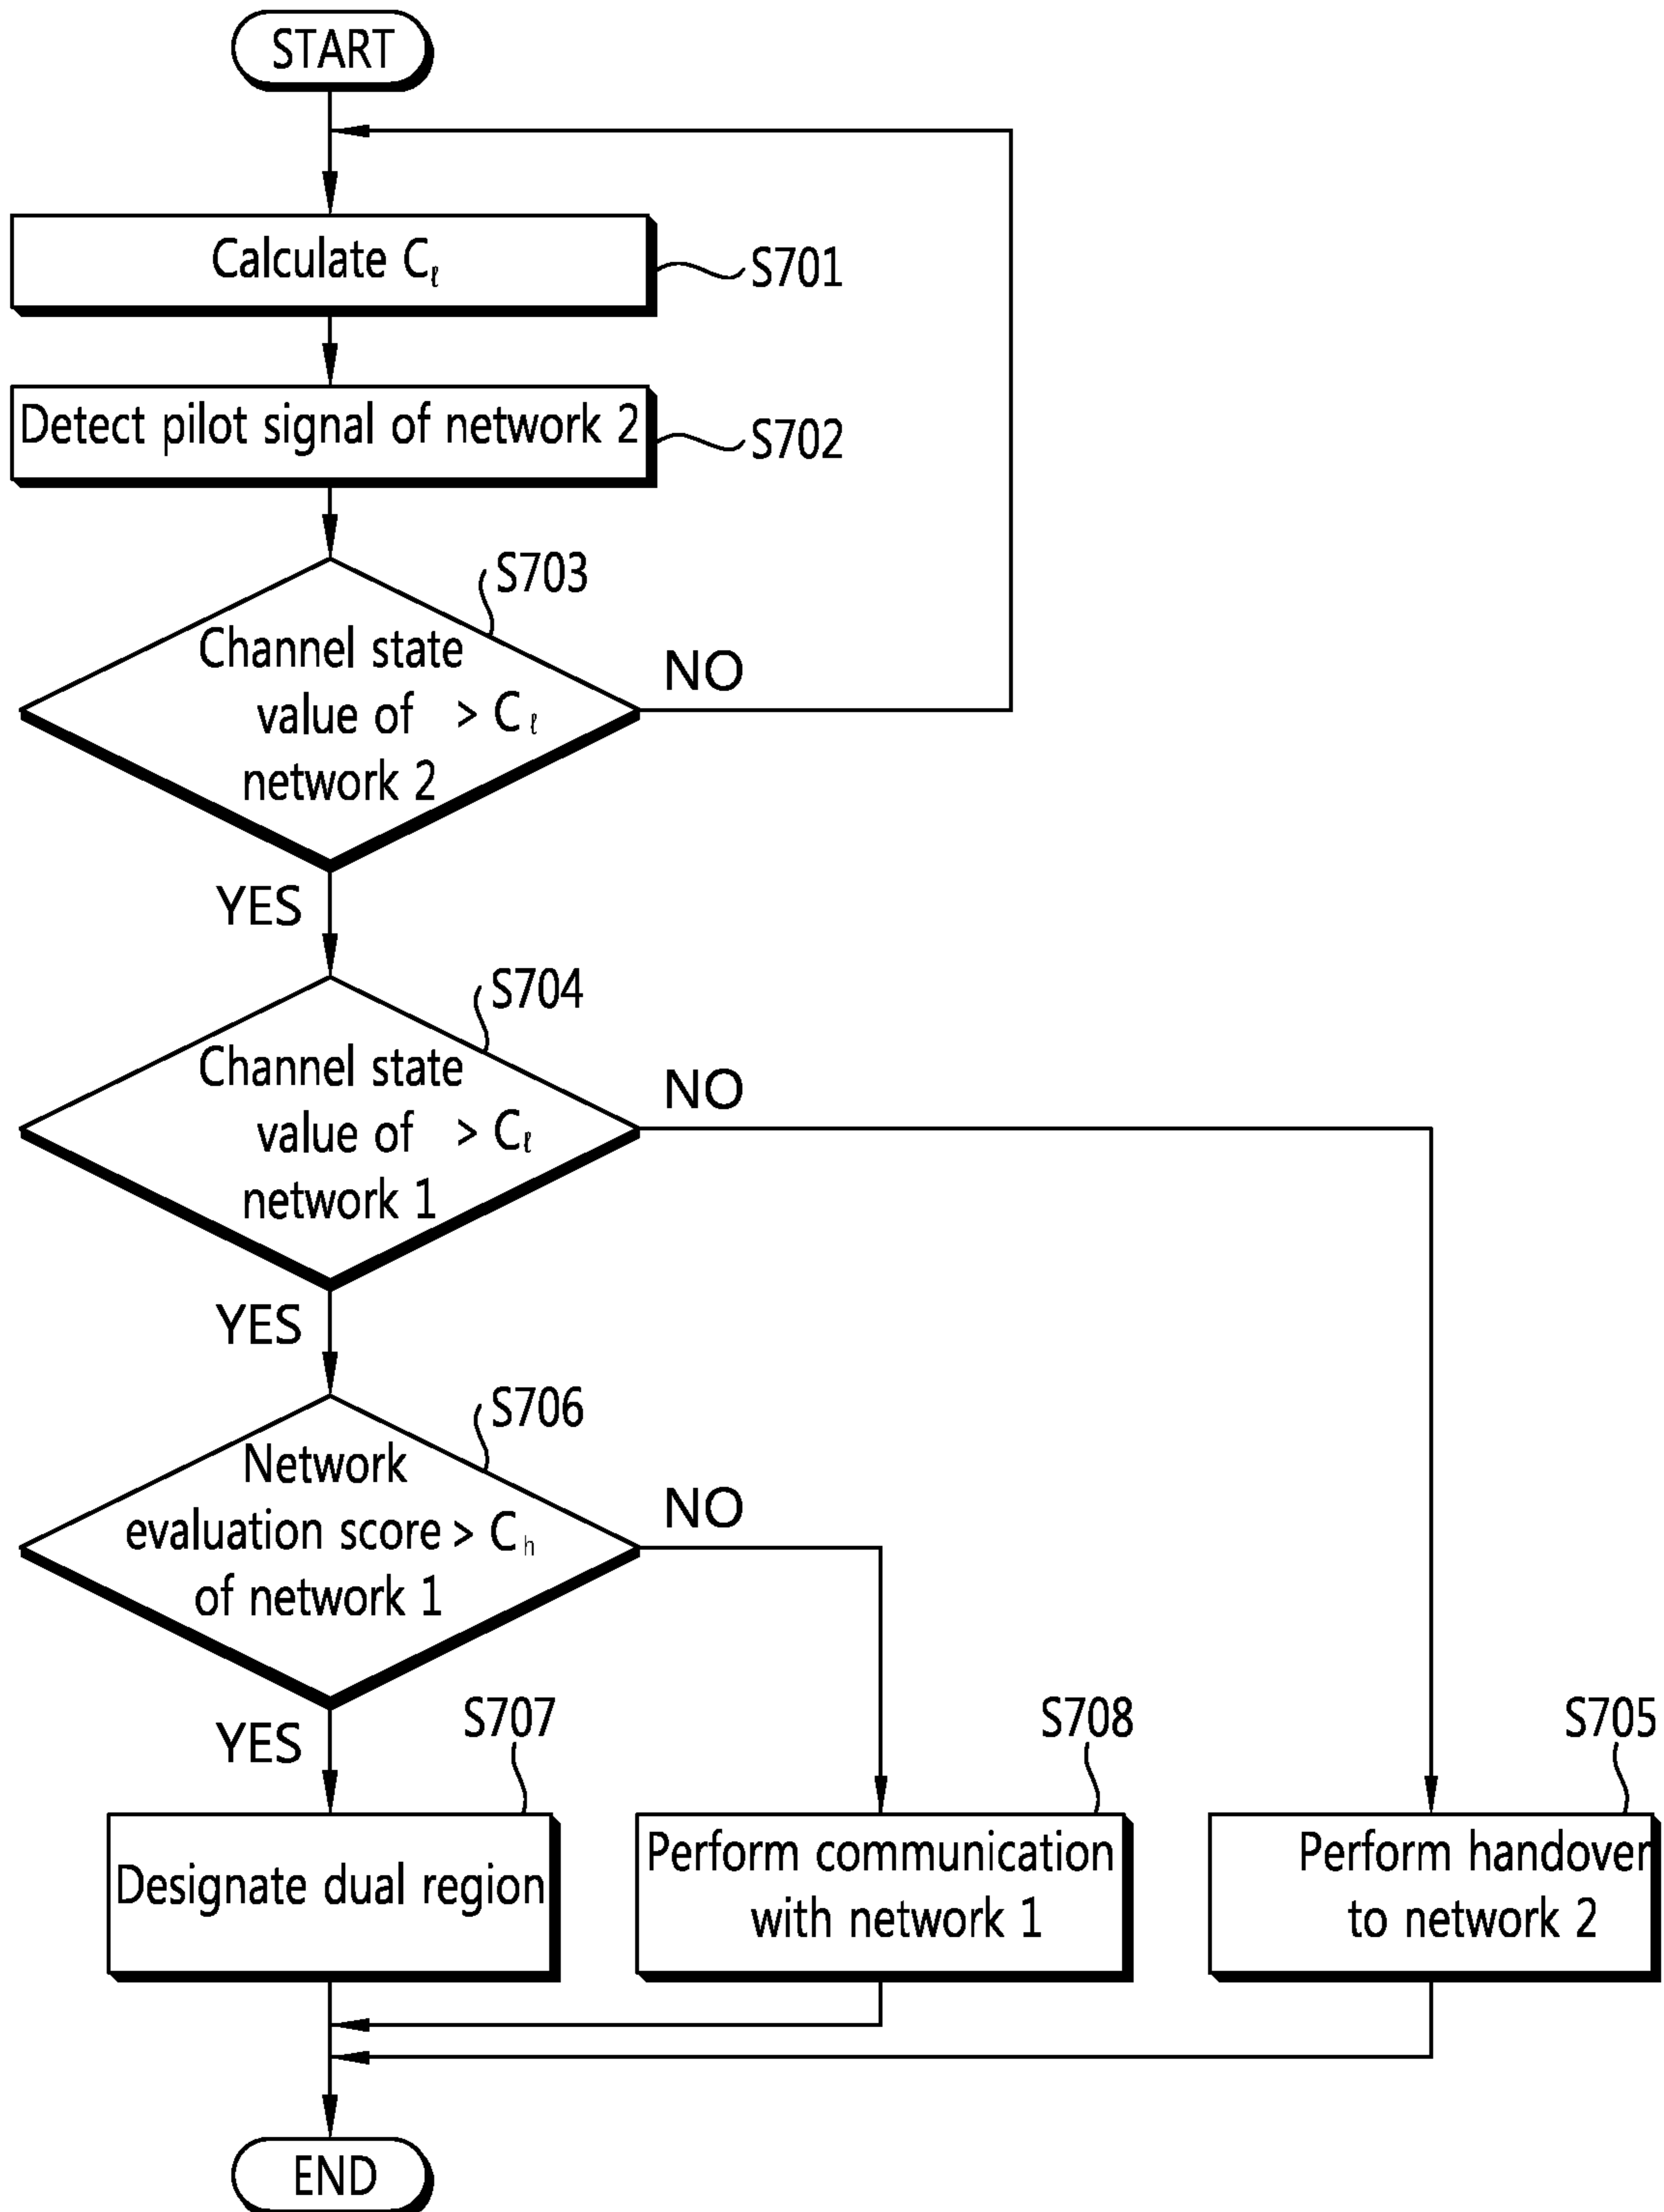 START
Calculate Cℓ
S701
Detect pilot signal of network 2
S702
S703
Channel state
value of > Cℓ
network 2
NO
YES
S704
Channel state
value of > Cℓ
network 1
NO
YES
S706
Network
evaluation score > Ch
of network 1
NO
YES
S707
Designate dual region
S708
Perform communication
with network 1
S705
Perform handover
to network 2
END